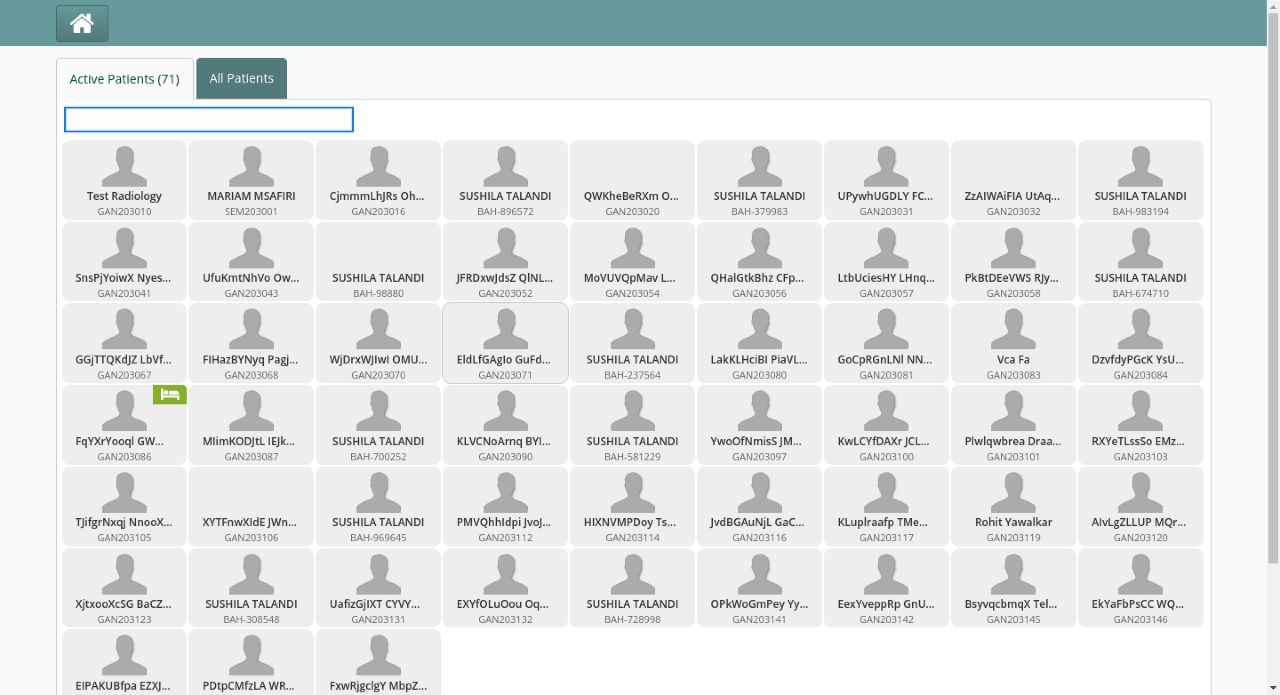 Active Patients (71)
All Patients
Test Radiology
GAN203010
MARIAM MSAFIRI
SEM203001
CjmmmLhJRs Oh...
GAN203016
SUSHILA TALANDI
BAH-896572
QWKheBeRXm O...
GAN203020
SUSHILA TALANDI
BAH-379983
UPywhUGDLY FC...
GAN203031
ZzAIWAiFIA UtAq...
GAN203032
SUSHILA TALANDI
BAH-983194
SnsPjYoiwX Nyes...
GAN203041
UfuKmtNhVo Ow...
GAN203043
SUSHILA TALANDI
BAH-98880
JFRDxwJdsZ QlNL...
GAN203052
MoVUVQpMav L...
GAN203054
QHalGtkBhz CFp...
GAN203056
LtbUciesHY LHnq...
GAN203057
PkBtDEeVWS RJy...
GAN203058
SUSHILA TALANDI
BAH-674710
GGjTTQKdJZ LbVf...
GAN203067
FIHazBYNyq Pagj...
GAN203068
WjDrxWJIwI OMU...
GAN203070
EldLfGAgIo GuFd...
GAN203071
SUSHILA TALANDI
BAH-237564
LakKLHciBI PiaVL...
GAN203080
GoCpRGnLNl NN...
GAN203081
Vca Fa
GAN203083
DzvfdyPGcK YsU...
GAN203084
FqYXrYooql GW...
GAN203086
MIimKODJtL IEJk...
GAN203087
SUSHILA TALANDI
BAH-700252
KLVCNoArnq BYI...
GAN203090
SUSHILA TALANDI
BAH-581229
YwoOfNmisS JM...
GAN203097
KwLCYfDAXr JCL...
GAN203100
Plwlqwbrea Draa...
GAN203101
RXYeTLssSo EMz...
GAN203103
TJifgrNxqj NnooX...
GAN203105
XYTFnwXIdE JWn...
GAN203106
SUSHILA TALANDI
BAH-969645
PMVQhhIdpi JvoJ...
GAN203112
HIXNVMPDoy Ts...
GAN203114
JvdBGAuNjL GaC...
GAN203116
KLuplraafp TMe...
GAN203117
Rohit Yawalkar
GAN203119
AIvLgZLLUP MQr...
GAN203120
XjtxooXcSG BaCZ...
GAN203123
SUSHILA TALANDI
BAH-308548
UafizGjIXT CYVY...
GAN203131
EXYfOLuOou Oq...
GAN203132
SUSHILA TALANDI
BAH-728998
OPkWoGmPey Yy...
GAN203141
EexYveppRp GnU...
GAN203142
BsyvqcbmqX Tel...
GAN203145
EkYaFbPsCC WQ...
GAN203146
EIPAKUBfpa EZXJ...
PDtpCMfzLA WR...
FxwRjgclgY MbpZ...